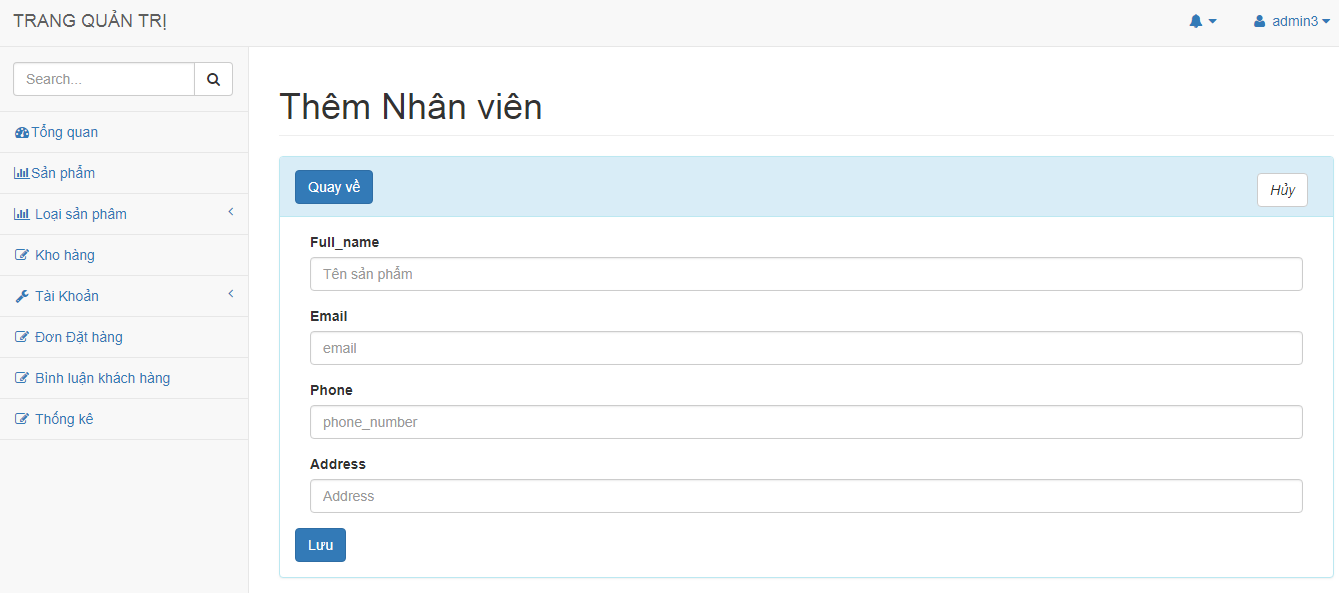 TRANG QUẢN TRỊ
admin3
Search...
Tổng quan
Sản phẩm
Loại sản phâm
Kho hàng
Tài Khoản
Đơn Đặt hàng
Bình luận khách hàng
Thống kê
Thêm Nhân viên
Quay về
Hủy
Full_name
Tên sản phẩm
Email
email
Phone
phone_number
Address
Address
Lưu